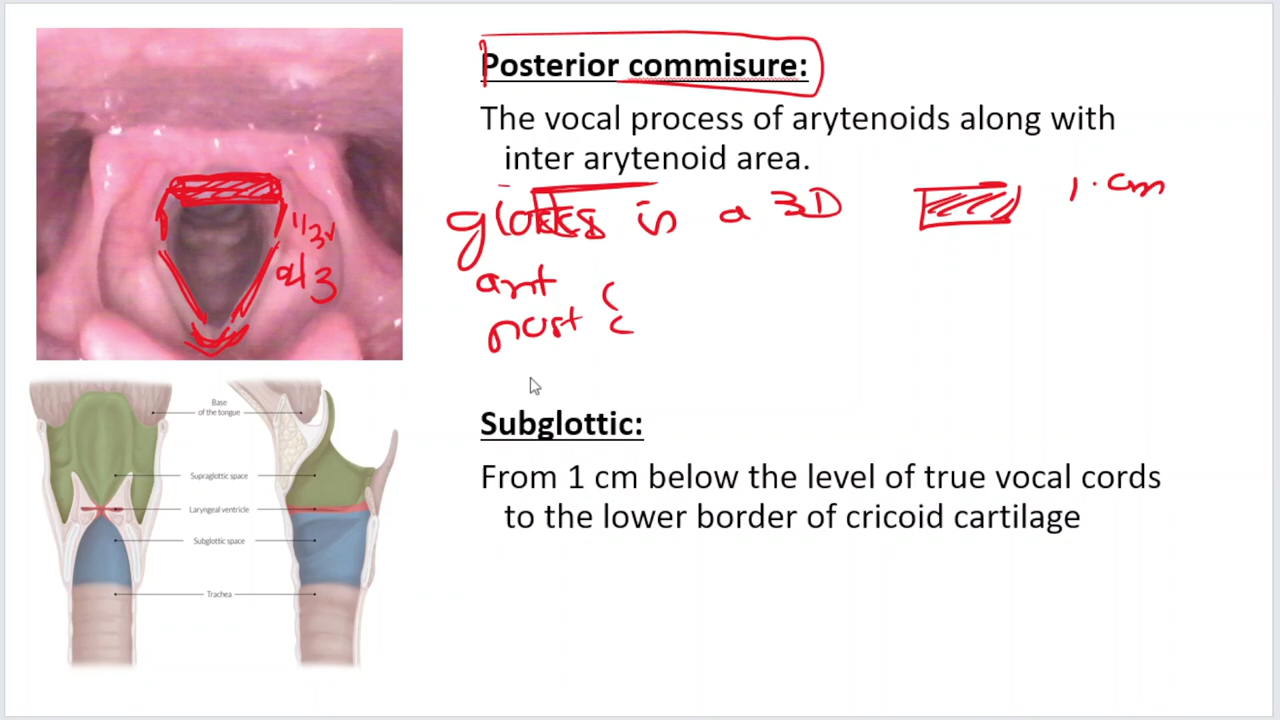 Posterior commisure:
The vocal process of arytenoids along with
inter arytenoid area.
glottis is a 3D
1 cm
ant
post
1/3
2/3
Subglottic:
From 1 cm below the level of true vocal cords
to the lower border of cricoid cartilage
Base
of the tongue
Supraglottic space
Laryngeal ventricle
Subglottic space
Trachea